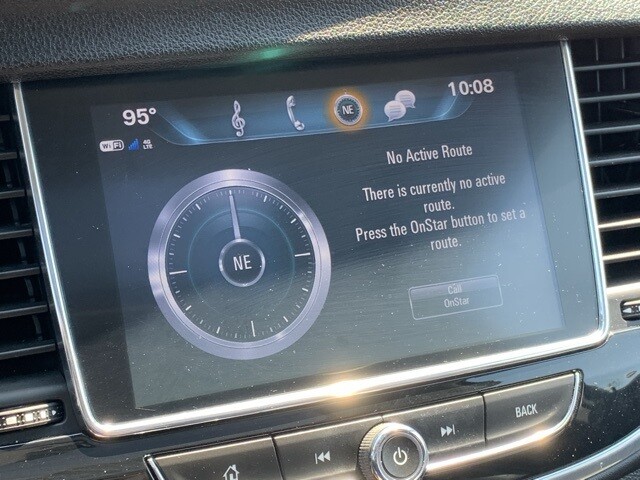 95°
NE
10:08
WiFi 4G
LTE
No Active Route
There is currently no active
route.
Press the OnStar button to set a
route.
NE
Call
OnStar
BACK